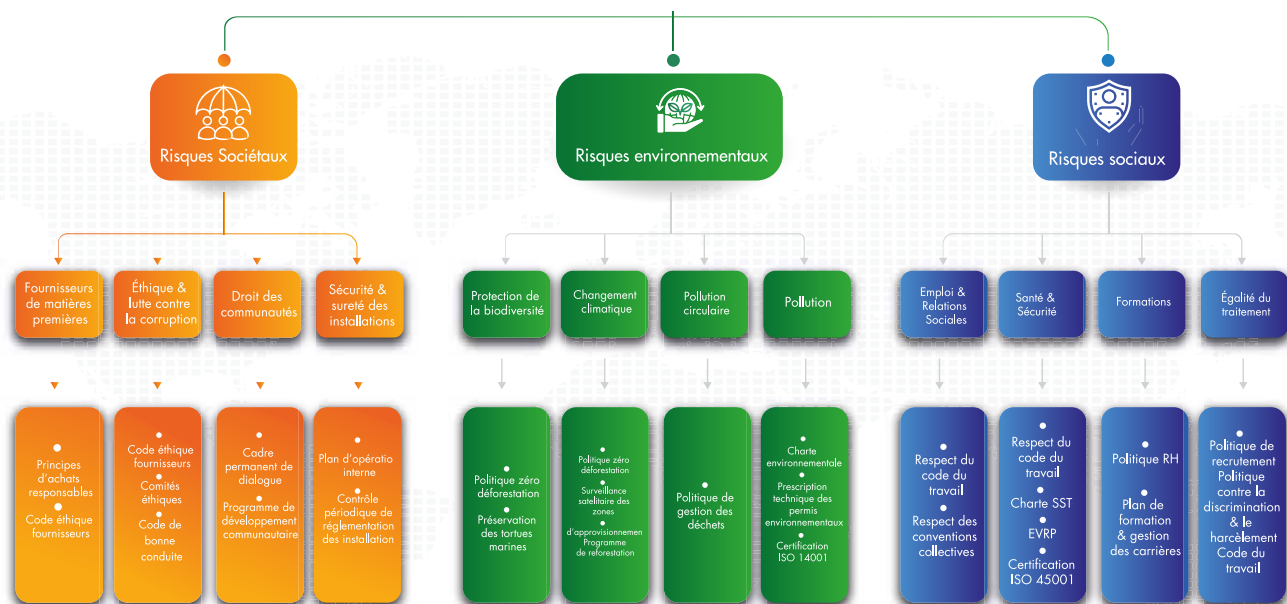 Risques Sociétaux
Risques environnementaux
Risques sociaux
Fournisseurs
de matières
premières
Éthique &
lutte contre
la corruption
Droit des
communautés
Sécurité &
sureté des
installations
Protection de
la biodiversité
Changement
climatique
Pollution
circulaire
Pollution
Emploi &
Relations
Sociales
Santé &
Sécurité
Formations
Égalité du
traitement
Principes
d'achats
responsables
Code éthique
fournisseurs
Code éthique
fournisseurs
Comités
éthiques
Code de
bonne
conduite
Cadre
permanent de
dialogue
Programme de
développement
communautaire
Plan d'opératio
interne
Contrôle
périodique de
réglementation
des installation
Politique zéro
déforestation
Préservation
des tortues
marines
Politique zéro
déforestation
Surveillance
satelitaire des
zones
d'approvisionnemen
Programme
de reforestation
Politique de
gestion des
déchets
Charte
environnementale
Prescription
technique des
permis
environnementaux
Certification
ISO 14001
Respect du
code du
travail
Respect des
conventions
collectives
Respect du
code du
travail
Charte SST
EVRP
Certification
ISO 45001
Politique RH
Plan de
formation
& gestion
des carrières
Politique de
recrutement
Politique
contre la
discrimination
& le
harcèlement
Code du
travail